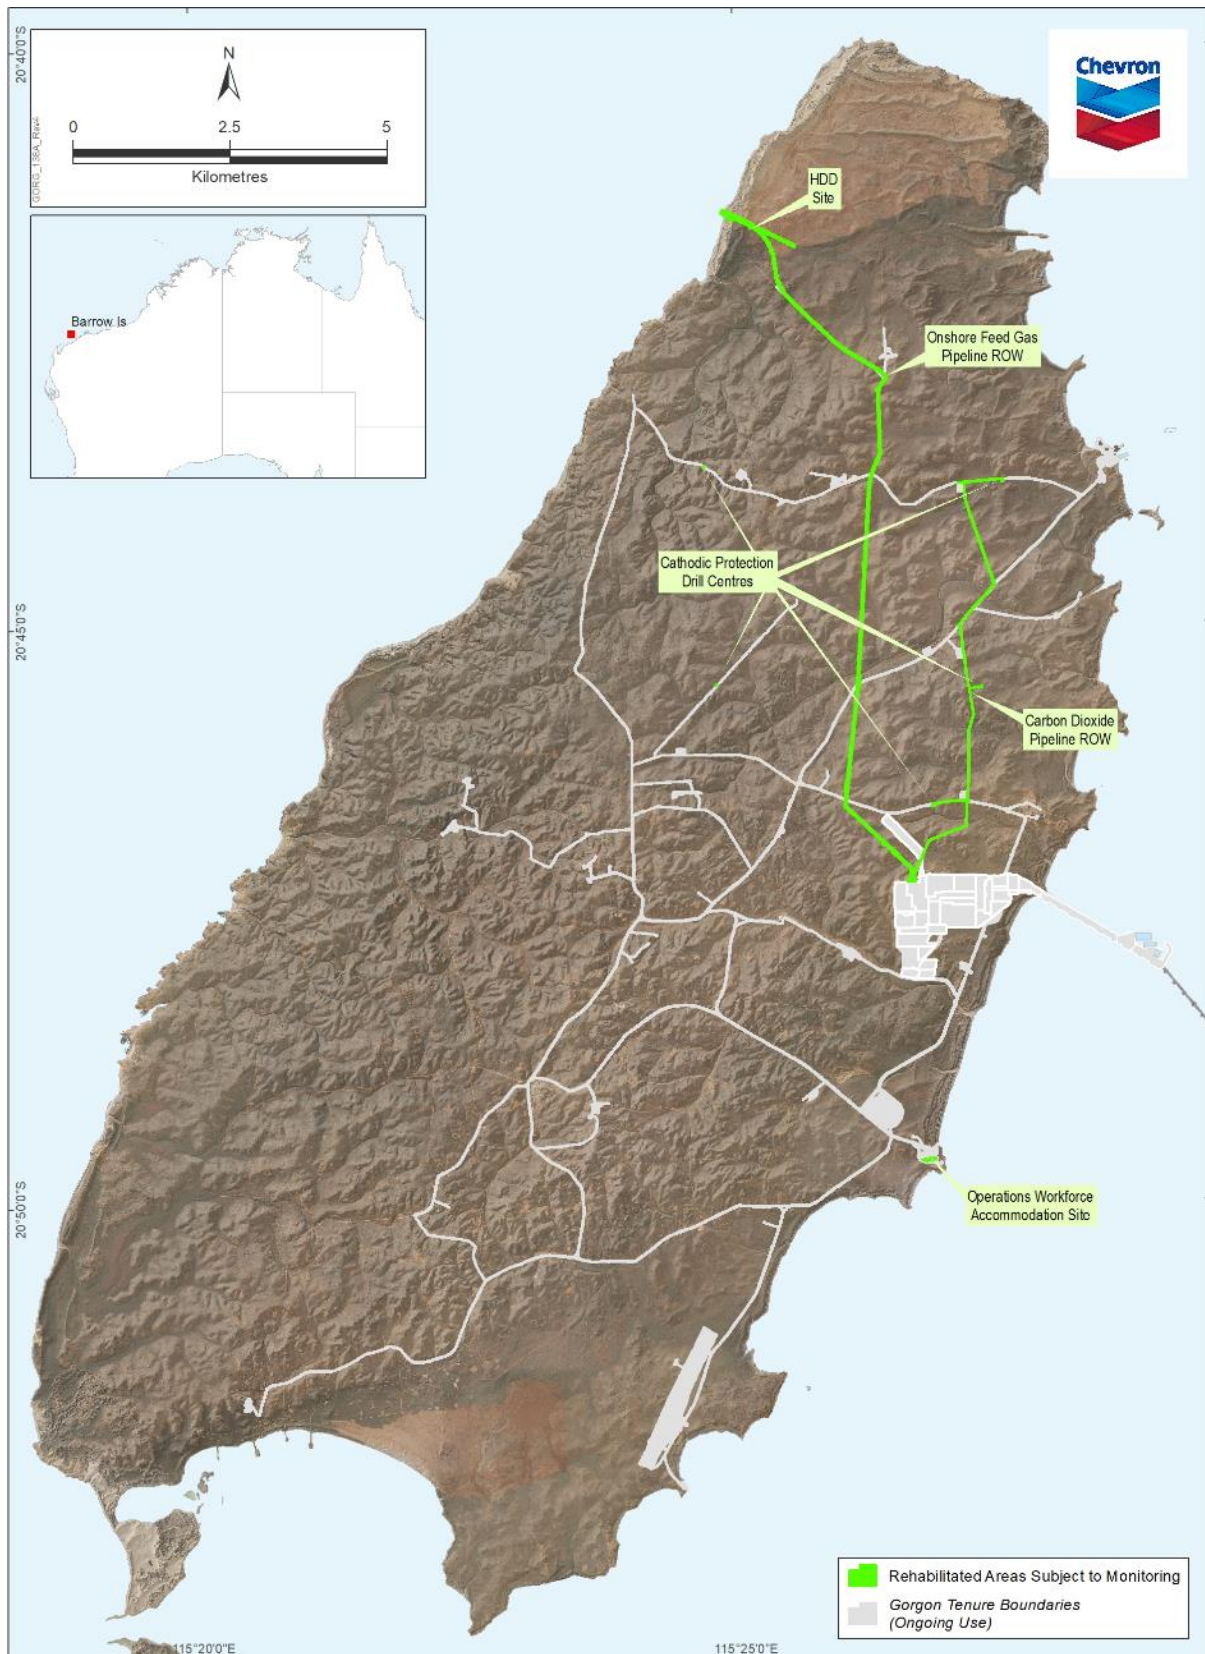 20°40'0"S
N
0 2.5 5
Kilometres
GORG_136A_Rev4
Barrow Is
Chevron
HDD
Site
Onshore Feed Gas
Pipeline ROW
Cathodic Protection
Drill Centres
20°45'0"S
Carbon Dioxide
Pipeline ROW
Operations Workforce
Accommodation Site
20°50'0"S
Rehabilitated Areas Subject to Monitoring
Gorgon Tenure Boundaries
(Ongoing Use)
115°20'0"E
115°25'0"E